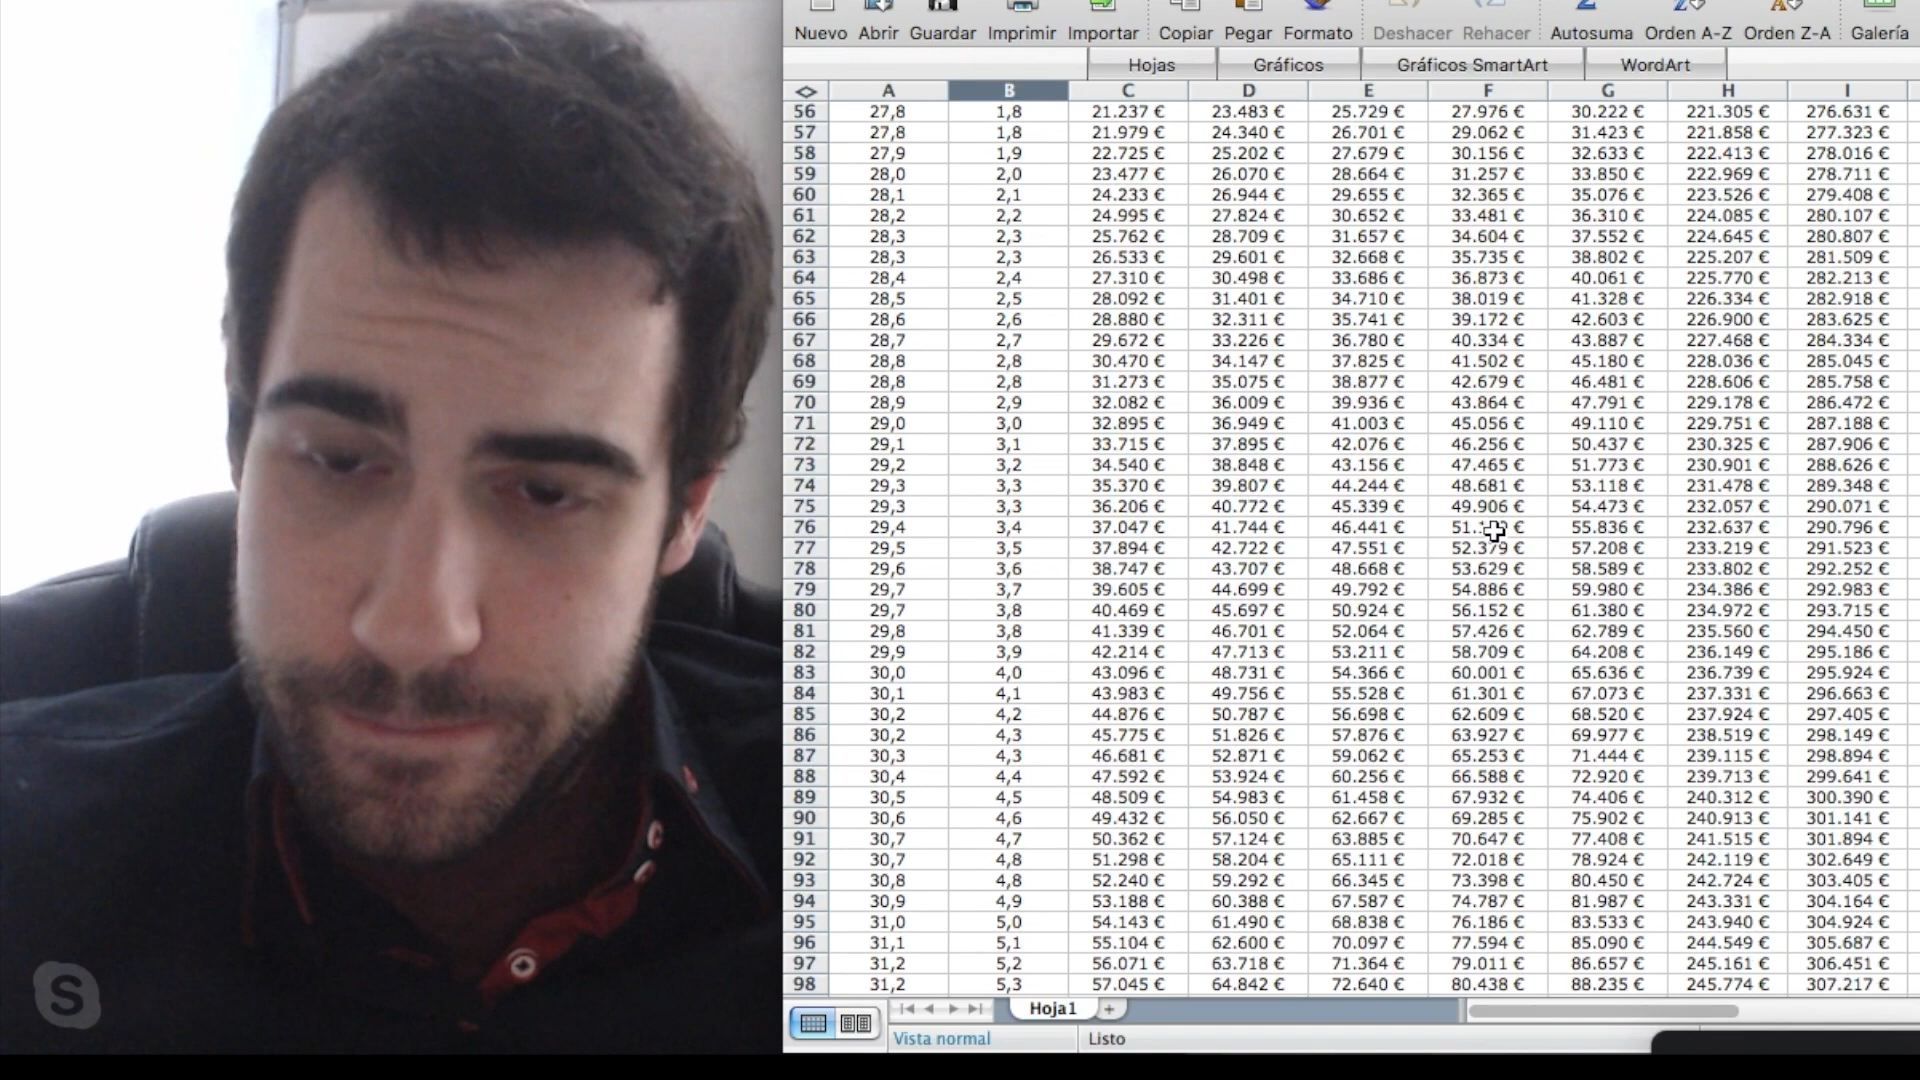 Nuevo Abrir Guardar Imprimir Importar Copiar Pegar Formato Deshacer Rehacer Autosuma Orden A-Z Orden Z-A Galería
Hojas Gráficos Gráficos SmartArt WordArt
A B C D E F G H I
56 27,8 1,8 21.237 € 23.483 € 25.729 € 27.976 € 30.222 € 221.305 € 276.631 €
57 27,8 1,8 21.979 € 24.340 € 26.701 € 29.062 € 31.423 € 221.858 € 277.323 €
58 27,9 1,9 22.725 € 25.202 € 27.679 € 30.156 € 32.633 € 222.413 € 278.016 €
59 28,0 2,0 23.477 € 26.070 € 28.664 € 31.257 € 33.850 € 222.969 € 278.711 €
60 28,1 2,1 24.233 € 26.944 € 29.655 € 32.365 € 35.076 € 223.526 € 279.408 €
61 28,2 2,2 24.995 € 27.824 € 30.652 € 33.481 € 36.310 € 224.085 € 280.107 €
62 28,3 2,3 25.762 € 28.709 € 31.657 € 34.604 € 37.552 € 224.645 € 280.807 €
63 28,3 2,3 26.533 € 29.601 € 32.668 € 35.735 € 38.802 € 225.207 € 281.509 €
64 28,4 2,4 27.310 € 30.498 € 33.686 € 36.873 € 40.061 € 225.770 € 282.213 €
65 28,5 2,5 28.092 € 31.401 € 34.710 € 38.019 € 41.328 € 226.334 € 282.918 €
66 28,6 2,6 28.880 € 32.311 € 35.741 € 39.172 € 42.603 € 226.900 € 283.625 €
67 28,7 2,7 29.672 € 33.226 € 36.780 € 40.334 € 43.887 € 227.468 € 284.334 €
68 28,8 2,8 30.470 € 34.147 € 37.825 € 41.502 € 45.180 € 228.036 € 285.045 €
69 28,8 2,8 31.273 € 35.075 € 38.877 € 42.679 € 46.481 € 228.606 € 285.758 €
70 28,9 2,9 32.082 € 36.009 € 39.936 € 43.864 € 47.791 € 229.178 € 286.472 €
71 29,0 3,0 32.895 € 36.949 € 41.003 € 45.056 € 49.110 € 229.751 € 287.188 €
72 29,1 3,1 33.715 € 37.895 € 42.076 € 46.256 € 50.437 € 230.325 € 287.906 €
73 29,2 3,2 34.540 € 38.848 € 43.156 € 47.465 € 51.773 € 230.901 € 288.626 €
74 29,3 3,3 35.370 € 39.807 € 44.244 € 48.681 € 53.118 € 231.478 € 289.348 €
75 29,3 3,3 36.206 € 40.772 € 45.339 € 49.906 € 54.473 € 232.057 € 290.071 €
76 29,4 3,4 37.047 € 41.744 € 46.441 € € 55.836 € 232.637 € 290.796 €
77 29,5 3,5 37.894 € 42.722 € 47.551 € 52.379 € 57.208 € 233.219 € 291.523 €
78 29,6 3,6 38.747 € 43.707 € 48.668 € 53.629 € 58.589 € 233.802 € 292.252 €
79 29,7 3,7 39.605 € 44.699 € 49.792 € 54.886 € 59.980 € 234.386 € 292.983 €
80 29,7 3,8 40.469 € 45.697 € 50.924 € 56.152 € 61.380 € 234.972 € 293.715 €
81 29,8 3,8 41.339 € 46.701 € 52.064 € 57.426 € 62.789 € 235.560 € 294.450 €
82 29,9 3,9 42.214 € 47.713 € 53.211 € 58.709 € 64.208 € 236.149 € 295.186 €
83 30,0 4,0 43.096 € 48.731 € 54.366 € 60.001 € 65.636 € 236.739 € 295.924 €
84 30,1 4,1 43.983 € 49.756 € 55.528 € 61.301 € 67.073 € 237.331 € 296.663 €
85 30,2 4,2 44.876 € 50.787 € 56.698 € 62.609 € 68.520 € 237.924 € 297.405 €
86 30,2 4,3 45.775 € 51.826 € 57.876 € 63.927 € 69.977 € 238.519 € 298.149 €
87 30,3 4,3 46.681 € 52.871 € 59.062 € 65.253 € 71.444 € 239.115 € 298.894 €
88 30,4 4,4 47.592 € 53.924 € 60.256 € 66.588 € 72.920 € 239.713 € 299.641 €
89 30,5 4,5 48.509 € 54.983 € 61.458 € 67.932 € 74.406 € 240.312 € 300.390 €
90 30,6 4,6 49.432 € 56.050 € 62.667 € 69.285 € 75.902 € 240.913 € 301.141 €
91 30,7 4,7 50.362 € 57.124 € 63.885 € 70.647 € 77.408 € 241.515 € 301.894 €
92 30,7 4,8 51.298 € 58.204 € 65.111 € 72.018 € 78.924 € 242.119 € 302.649 €
93 30,8 4,8 52.240 € 59.292 € 66.345 € 73.398 € 80.450 € 242.724 € 303.405 €
94 30,9 4,9 53.188 € 60.388 € 67.587 € 74.787 € 81.987 € 243.331 € 304.164 €
95 31,0 5,0 54.143 € 61.490 € 68.838 € 76.186 € 83.533 € 243.940 € 304.924 €
96 31,1 5,1 55.104 € 62.600 € 70.097 € 77.594 € 85.090 € 244.549 € 305.687 €
97 31,2 5,2 56.071 € 63.718 € 71.364 € 79.011 € 86.657 € 245.161 € 306.451 €
98 31,2 5,3 57.045 € 64.842 € 72.640 € 80.438 € 88.235 € 245.774 € 307.217 €
Hoja1
Vista normal Listo
S